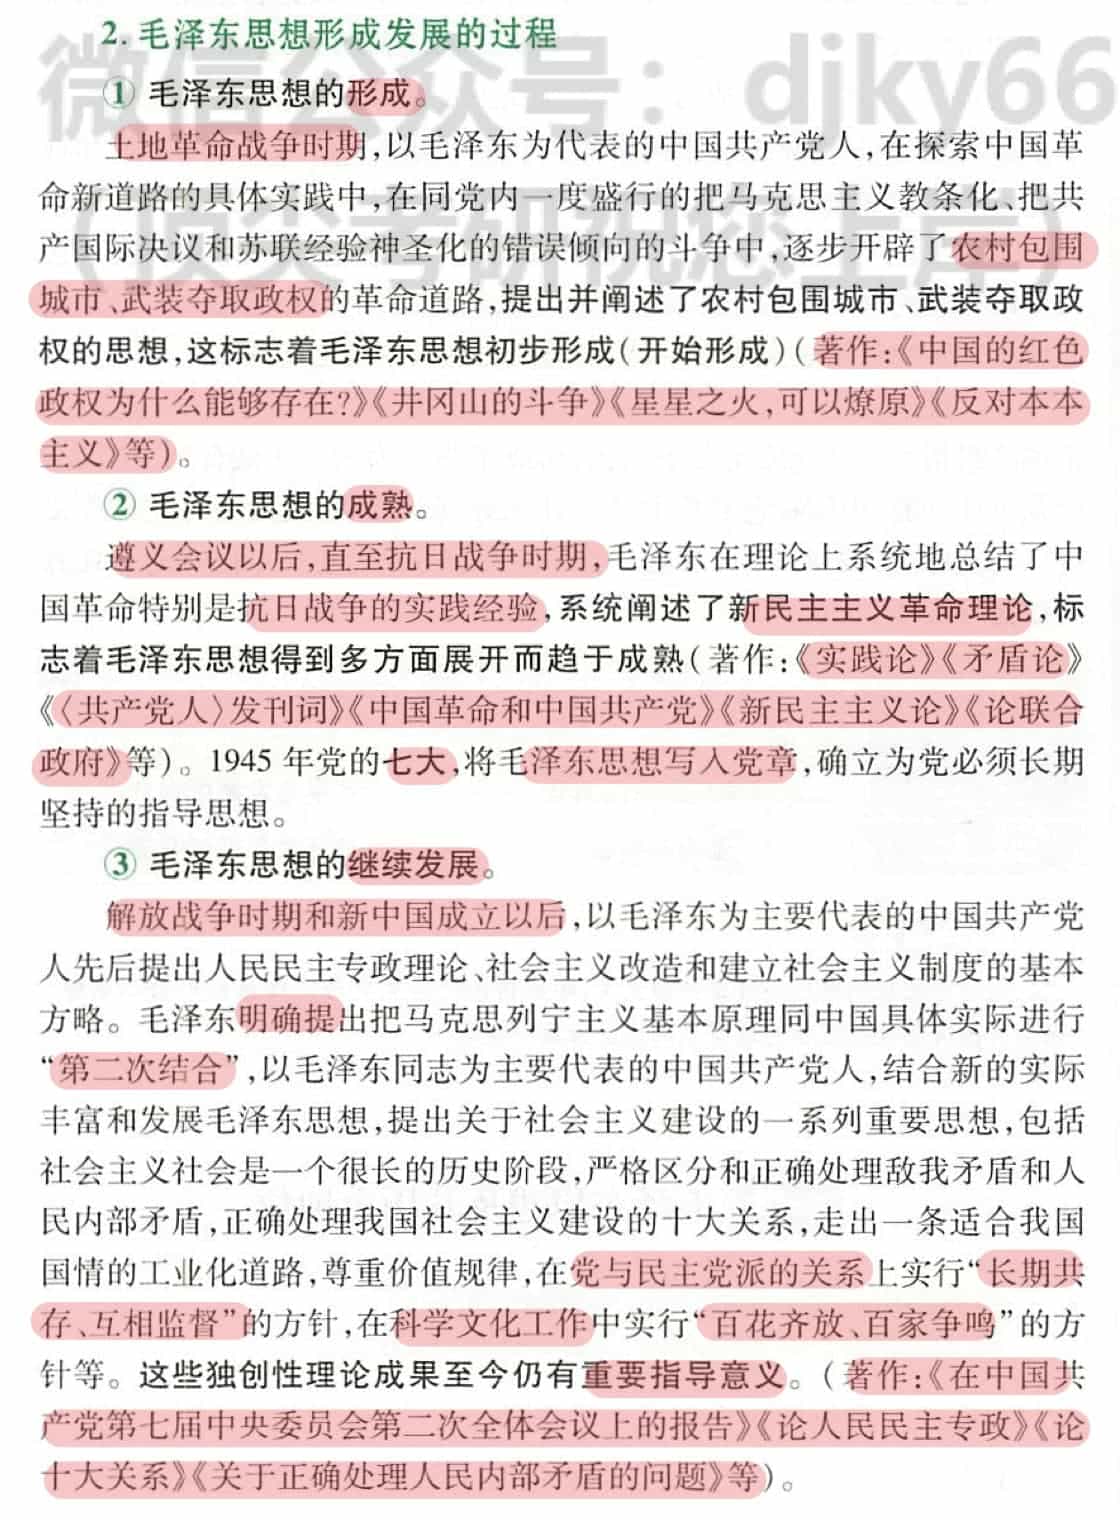 2. 毛泽东思想形成发展的过程
微信公众号：djky66
① 毛泽东思想的形成。
土地革命战争时期,以毛泽东为代表的中国共产党人,在探索中国革
命新道路的具体实践中,在同党内一度盛行的把马克思主义教条化、把共
产国际决议和苏联经验神圣化的错误倾向的斗争中,逐步开辟了农村包围
（顶尖考研祝您上岸）
城市、武装夺取政权的革命道路,提出并阐述了农村包围城市、武装夺取政
权的思想,这标志着毛泽东思想初步形成(开始形成)(著作:《中国的红色
政权为什么能够存在?》《井冈山的斗争》《星星之火,可以燎原》《反对本本
主义》等)。
② 毛泽东思想的成熟。
遵义会议以后,直至抗日战争时期,毛泽东在理论上系统地总结了中
国革命特别是抗日战争的实践经验,系统阐述了新民主主义革命理论,标
志着毛泽东思想得到多方面展开而趋于成熟(著作:《实践论》《矛盾论》
《〈共产党人〉发刊词》《中国革命和中国共产党》《新民主主义论》《论联合
政府》等)。1945 年党的七大,将毛泽东思想写入党章,确立为党必须长期
坚持的指导思想。
③ 毛泽东思想的继续发展。
解放战争时期和新中国成立以后,以毛泽东为主要代表的中国共产党
人先后提出人民民主专政理论、社会主义改造和建立社会主义制度的基本
方略。毛泽东明确提出把马克思列宁主义基本原理同中国具体实际进行
“第二次结合”,以毛泽东同志为主要代表的中国共产党人,结合新的实际
丰富和发展毛泽东思想,提出关于社会主义建设的一系列重要思想,包括
社会主义社会是一个很长的历史阶段,严格区分和正确处理敌我矛盾和人
民内部矛盾,正确处理我国社会主义建设的十大关系,走出一条适合我国
国情的工业化道路,尊重价值规律,在党与民主党派的关系上实行“长期共
存、互相监督”的方针,在科学文化工作中实行“百花齐放、百家争鸣”的方
针等。这些独创性理论成果至今仍有重要指导意义。(著作:《在中国共
产党第七届中央委员会第二次全体会议上的报告》《论人民民主专政》《论
十大关系》《关于正确处理人民内部矛盾的问题》等)。